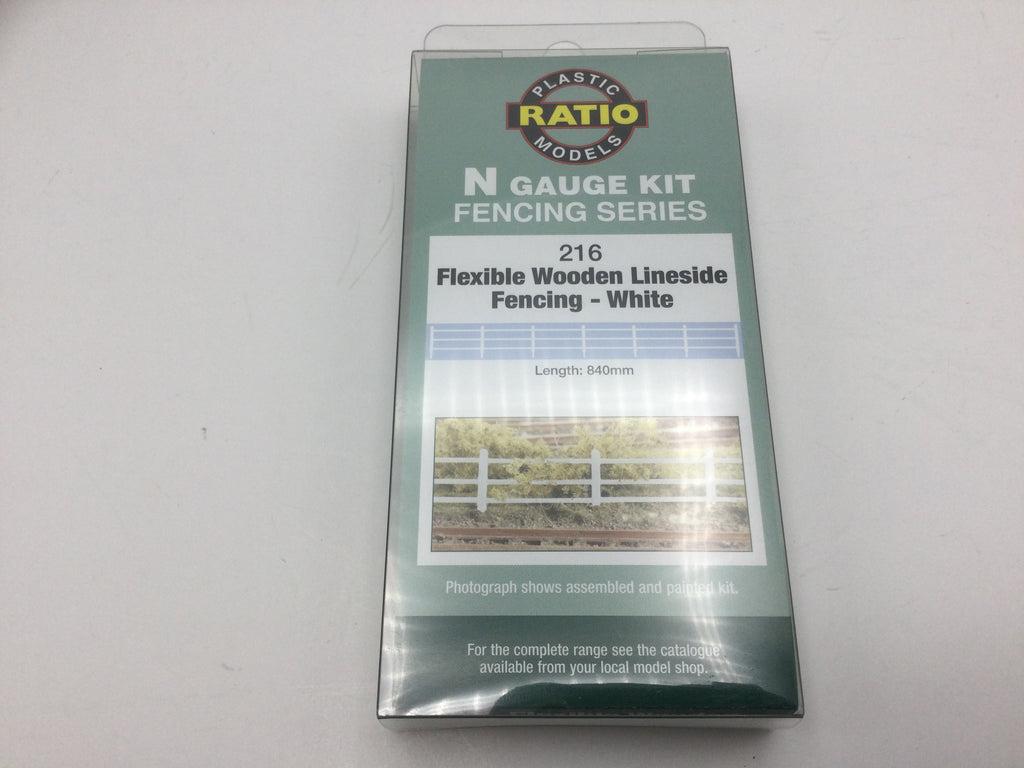 PLASTIC
RATIO
MODELS
N GAUGE KIT
FENCING SERIES
216
Flexible Wooden Lineside
Fencing - White
Length: 840mm
Photograph shows assembled and painted kit.
For the complete range see the catalogue
available from your local model shop.